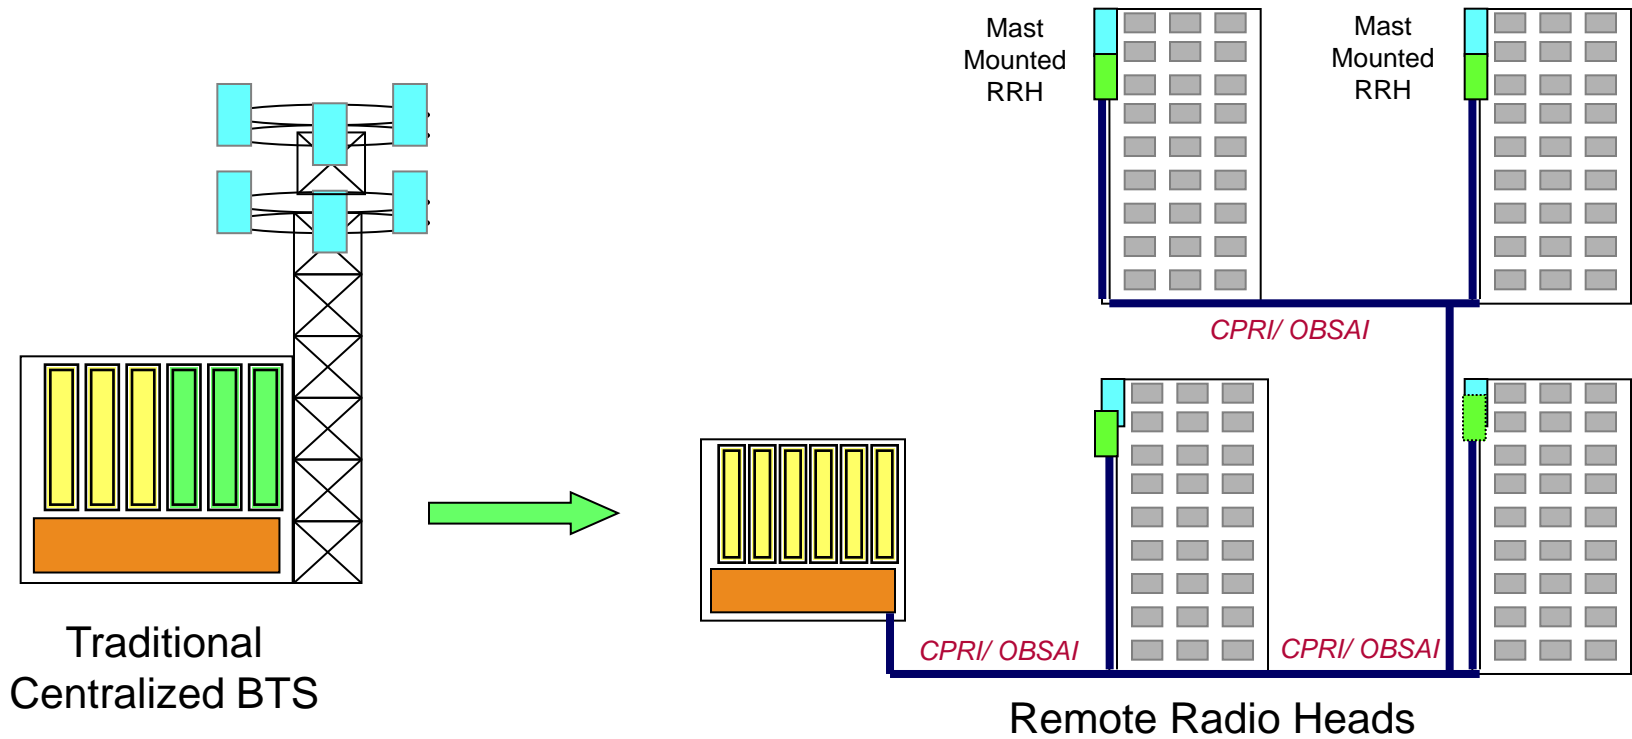 Mast
Mounted
RRH
Mast
Mounted
RRH
CPRI/ OBSAI
CPRI/ OBSAI
CPRI/ OBSAI
Traditional
Centralized BTS
Remote Radio Heads